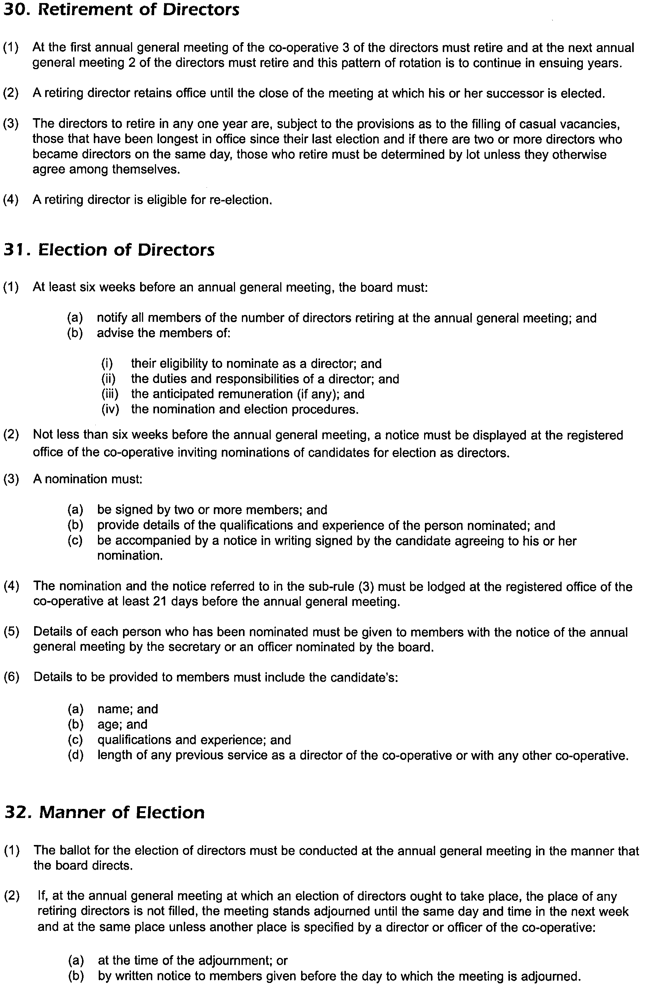 30. Retirement of Directors
(1) At the first annual general meeting of the co-operative 3 of the directors must retire and at the next annual
general meeting 2 of the directors must retire and this pattern of rotation is to continue in ensuing years.
(2) A retiring director retains office until the close of the meeting at which his or her successor is elected.
(3) The directors to retire in any one year are, subject to the provisions as to the filling of casual vacancies,
those that have been longest in office since their last election and if there are two or more directors who
became directors on the same day, those who retire must be determined by lot unless they otherwise
agree among themselves.
(4) A retiring director is eligible for re-election.
31. Election of Directors
(1) At least six weeks before an annual general meeting, the board must:
(a) notify all members of the number of directors retiring at the annual general meeting; and
(b) advise the members of:
(i) their eligibility to nominate as a director; and
(ii) the duties and responsibilities of a director; and
(iii) the anticipated remuneration (if any); and
(iv) the nomination and election procedures.
(2) Not less than six weeks before the annual general meeting, a notice must be displayed at the registered
office of the co-operative inviting nominations of candidates for election as directors.
(3) A nomination must:
(a) be signed by two or more members; and
(b) provide details of the qualifications and experience of the person nominated; and
(c) be accompanied by a notice in writing signed by the candidate agreeing to his or her
nomination.
(4) The nomination and the notice referred to in the sub-rule (3) must be lodged at the registered office of the
co-operative at least 21 days before the annual general meeting.
(5) Details of each person who has been nominated must be given to members with the notice of the annual
general meeting by the secretary or an officer nominated by the board.
(6) Details to be provided to members must include the candidate's:
(a) name; and
(b) age; and
(c) qualifications and experience; and
(d) length of any previous service as a director of the co-operative or with any other co-operative.
32. Manner of Election
(1) The ballot for the election of directors must be conducted at the annual general meeting in the manner that
the board directs.
(2) If, at the annual general meeting at which an election of directors ought to take place, the place of any
retiring directors is not filled, the meeting stands adjourned until the same day and time in the next week
and at the same place unless another place is specified by a director or officer of the co-operative:
(a) at the time of the adjournment; or
(b) by written notice to members given before the day to which the meeting is adjourned.